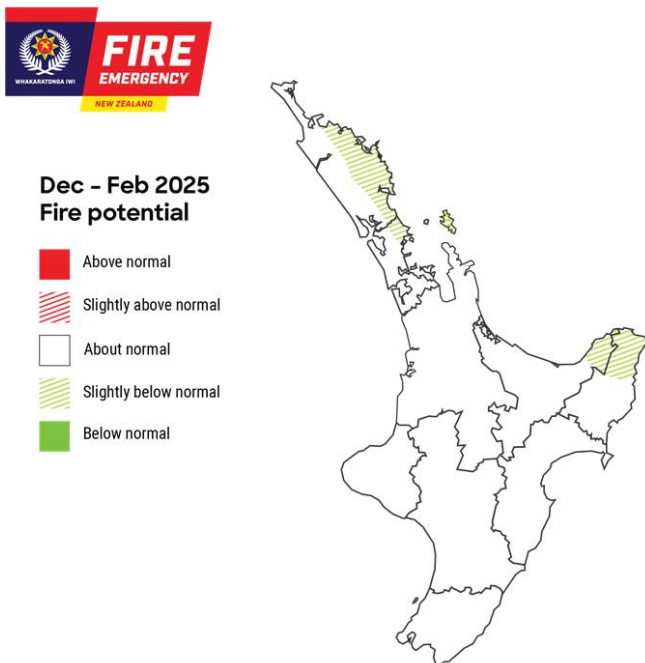 FIRE
EMERGENCY
WHAKARATONGA IWI
NEW ZEALAND
Dec - Feb 2025
Fire potential
Above normal
Slightly above normal
About normal
Slightly below normal
Below normal